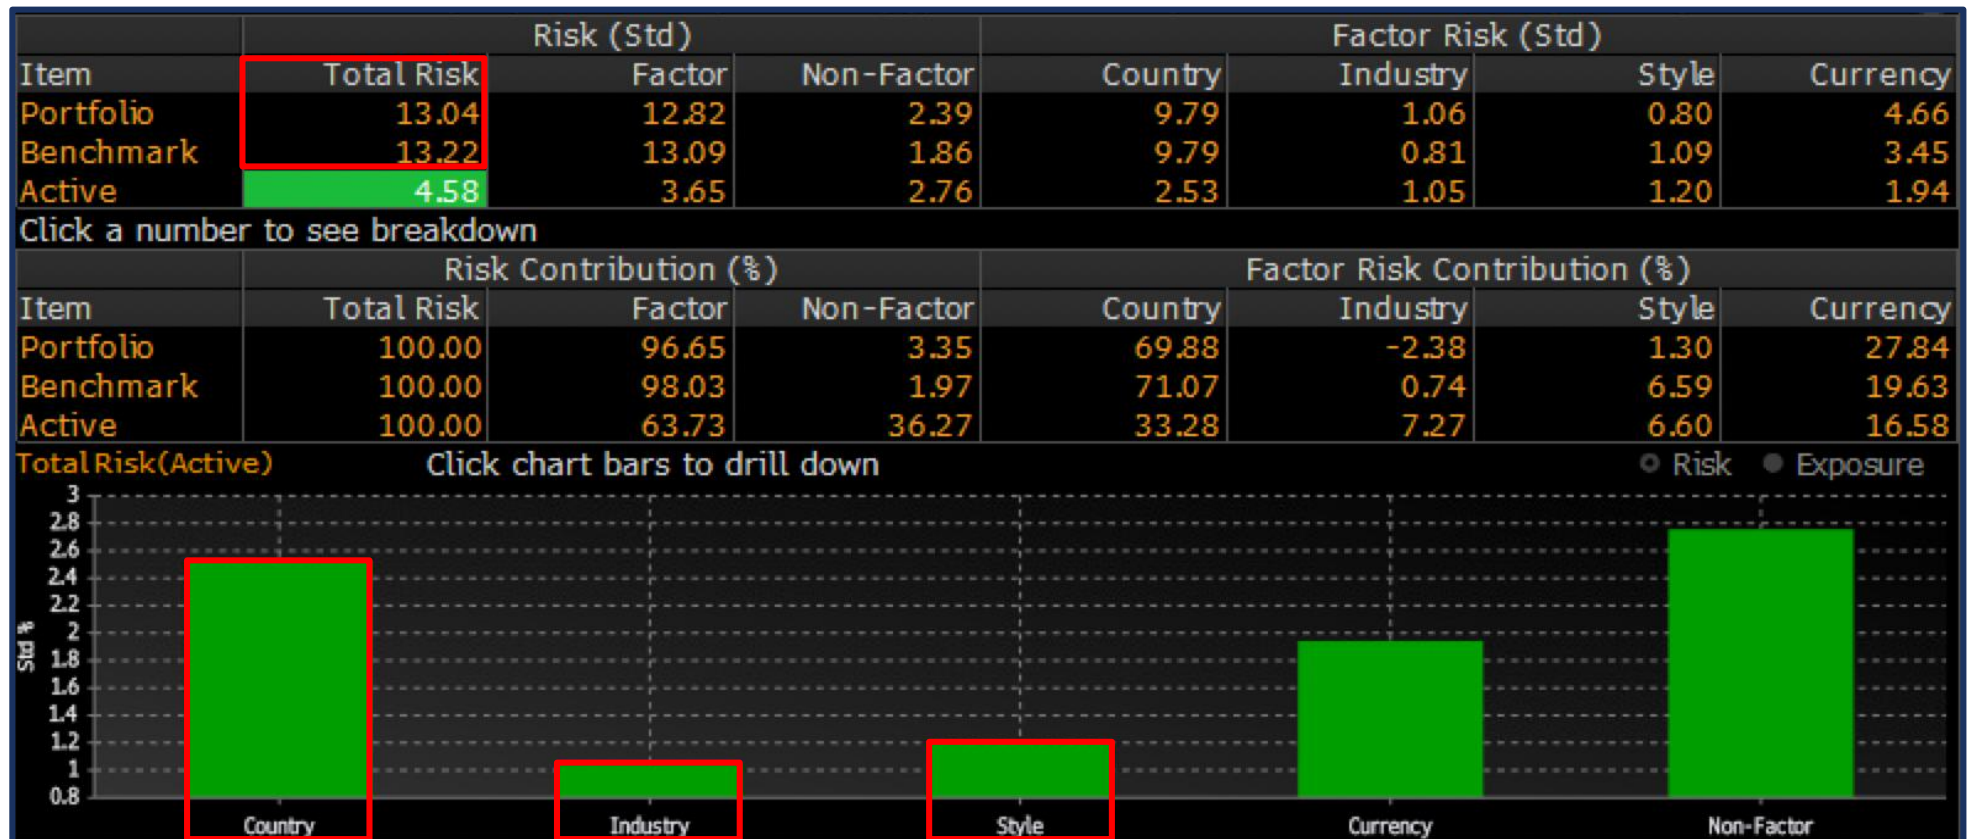 Risk (Std) Factor Risk (Std)
Item Total Risk Factor Non-Factor Country Industry Style Currency
Portfolio 13.04 12.82 2.39 9.79 1.06 0.80 4.66
Benchmark 13.22 13.09 1.86 9.79 0.81 1.09 3.45
Active 4.58 3.65 2.76 2.53 1.05 1.20 1.94
Click a number to see breakdown
Risk Contribution (%) Factor Risk Contribution (%)
Item Total Risk Factor Non-Factor Country Industry Style Currency
Portfolio 100.00 96.65 3.35 69.88 -2.38 1.30 27.84
Benchmark 100.00 98.03 1.97 71.07 0.74 6.59 19.63
Active 100.00 63.73 36.27 33.28 7.27 6.60 16.58
Total Risk(Active) Click chart bars to drill down Risk Exposure
3
2.8
2.6
2.4
2.2
2
1.8
1.6
1.4
1.2
1
0.8
Std %
Country Industry Style Currency Non-Factor